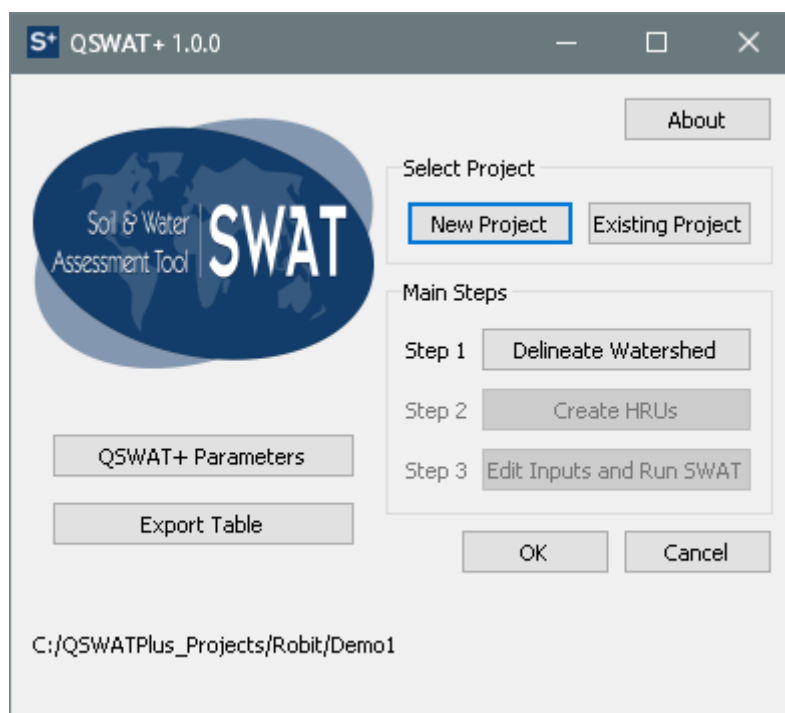 S+ QSWAT+ 1.0.0
About
Soil & Water
Assessment Tool
SWAT
Select Project
New Project Existing Project
Main Steps
Step 1 Delineate Watershed
Step 2 Create HRUs
Step 3 Edit Inputs and Run SWAT
QSWAT+ Parameters
Export Table
OK Cancel
C:/QSWATPlus_Projects/Robit/Demo1